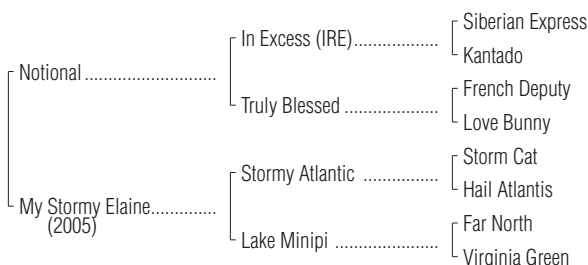 Siberian Express
In Excess (IRE)...................
Kantado
Notional .............................
French Deputy
Truly Blessed .....................
Love Bunny
Storm Cat
Stormy Atlantic .................
Hail Atlantis
My Stormy Elaine..............
(2005)
Far North
Lake Minipi .......................
Virginia Green